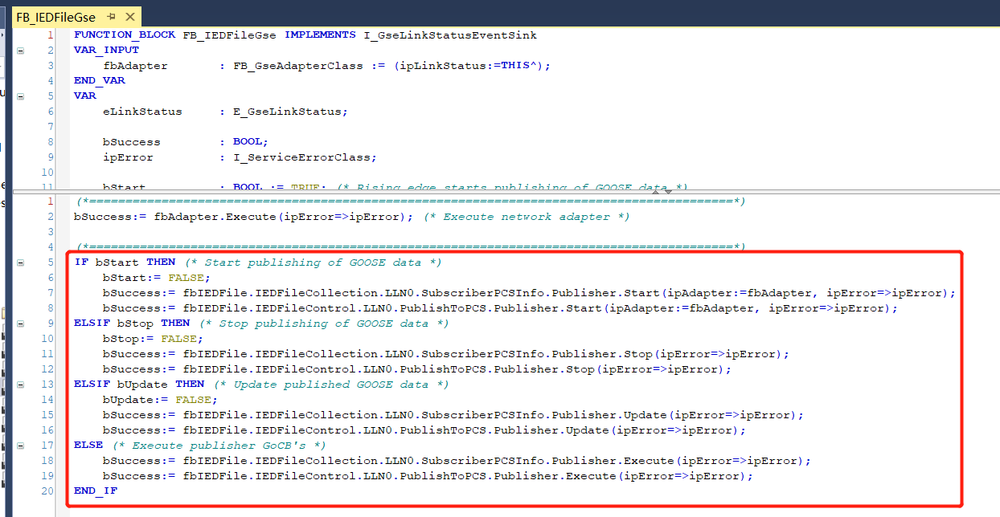 FB_IEDFileGse
1 FUNCTION_BLOCK FB_IEDFileGse IMPLEMENTS I_GseLinkStatusEventSink
2 VAR_INPUT
3 fbAdapter : FB_GseAdapterClass := (ipLinkStatus:=THIS^);
4 END_VAR
5 VAR
6 eLinkStatus : E_GseLinkStatus;
7
8 bSuccess : BOOL;
9 ipError : I_ServiceErrorClass;
10
11 bStart : BOOL := TRUE; (* Rising edge starts publishing of GOOSE data *)
1 (*=========================================================================================*)
2 bSuccess:= fbAdapter.Execute(ipError=>ipError); (* Execute network adapter *)
3
4 (*=========================================================================================*)
5 IF bStart THEN (* Start publishing of GOOSE data *)
6 bStart:= FALSE;
7 bSuccess:= fbIEDFile.IEDFileCollection.LLN0.SubscriberPCSInfo.Publisher.Start(ipAdapter:=fbAdapter, ipError=>ipError);
8 bSuccess:= fbIEDFile.IEDFileControl.LLN0.PublishToPCS.Publisher.Start(ipAdapter:=fbAdapter, ipError=>ipError);
9 ELSIF bStop THEN (* Stop publishing of GOOSE data *)
10 bStop:= FALSE;
11 bSuccess:= fbIEDFile.IEDFileCollection.LLN0.SubscriberPCSInfo.Publisher.Stop(ipError=>ipError);
12 bSuccess:= fbIEDFile.IEDFileControl.LLN0.PublishToPCS.Publisher.Stop(ipError=>ipError);
13 ELSIF bUpdate THEN (* Update published GOOSE data *)
14 bUpdate:= FALSE;
15 bSuccess:= fbIEDFile.IEDFileCollection.LLN0.SubscriberPCSInfo.Publisher.Update(ipError=>ipError);
16 bSuccess:= fbIEDFile.IEDFileControl.LLN0.PublishToPCS.Publisher.Update(ipError=>ipError);
17 ELSE (* Execute publisher GoCB's *)
18 bSuccess:= fbIEDFile.IEDFileCollection.LLN0.SubscriberPCSInfo.Publisher.Execute(ipError=>ipError);
19 bSuccess:= fbIEDFile.IEDFileControl.LLN0.PublishToPCS.Publisher.Execute(ipError=>ipError);
20 END_IF